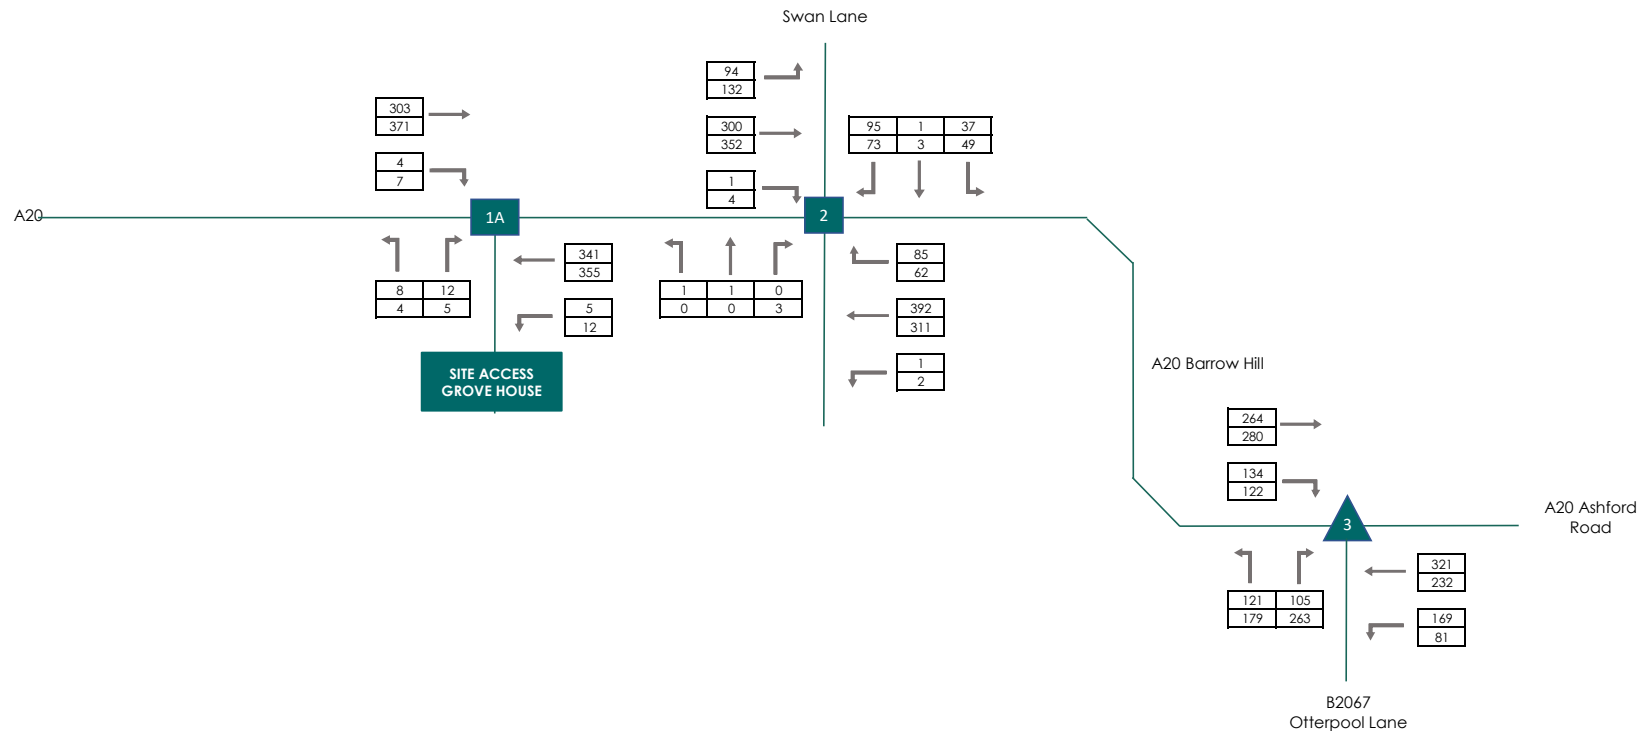 Swan Lane
94
132
303
371
300
352
95 1 37
73 3 49
4
7
1
4
A20
1A
2
341
355
85
62
8 12
4 5
1 1 0
0 0 3
5
12
392
311
SITE ACCESS
GROVE HOUSE
1
2
A20 Barrow Hill
264
280
134
122
3
A20 Ashford
Road
321
232
121 105
179 263
169
81
B2067
Otterpool Lane